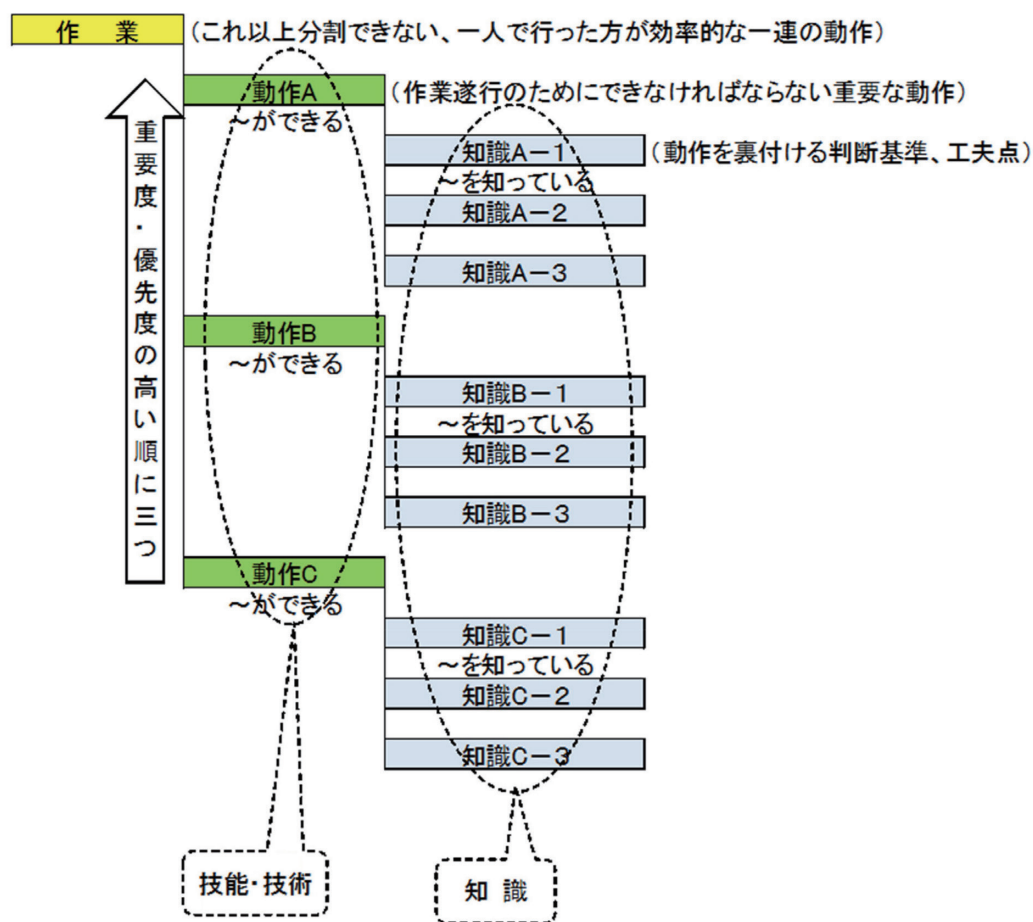 作 業 (これ以上分割できない、一人で行った方が効率的な一連の動作)
動作A (作業遂行のためにできなければならない重要な動作)
～ができる
知識A－1 (動作を裏付ける判断基準、工夫点)
～を知っている
知識A－2
知識A－3
動作B
～ができる
知識B－1
～を知っている
知識B－2
知識B－3
動作C
～ができる
知識C－1
～を知っている
知識C－2
知識C－3
重要度・優先度の高い順に三つ
技能・技術
知 識